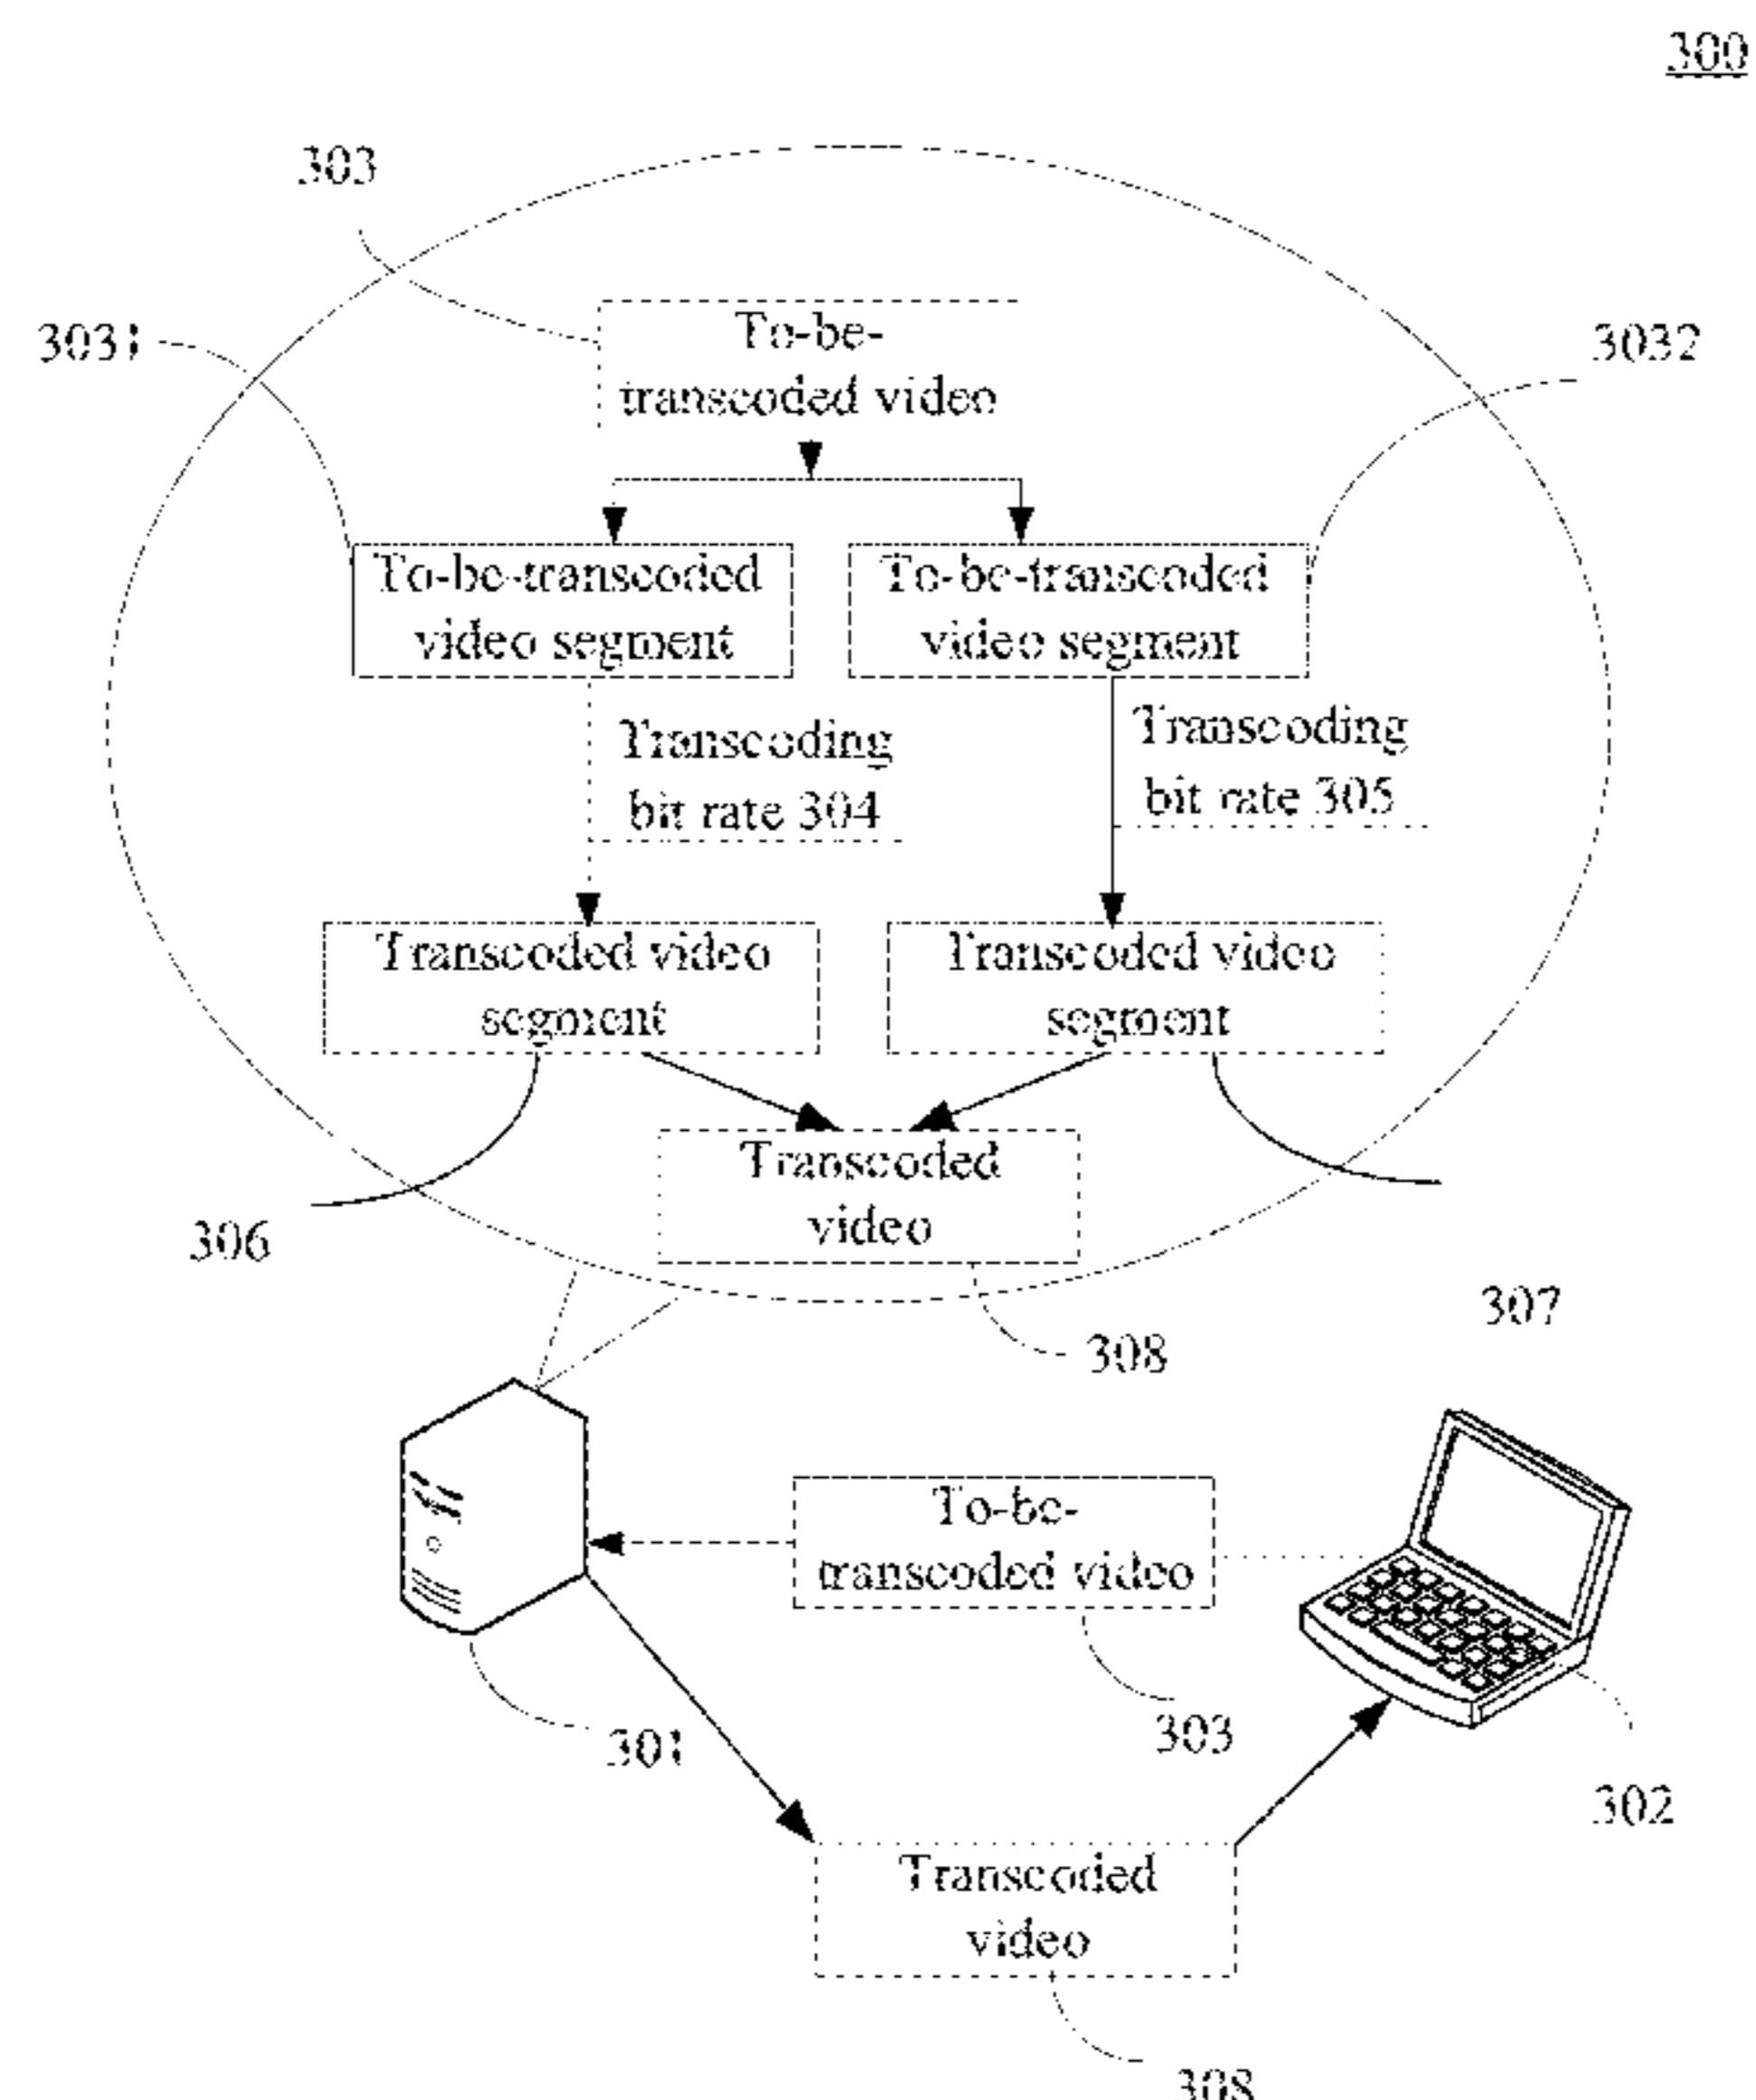 300
303
3031
To-be-
transcoded video
3032
To-be-transcoded
video segment
To-be-transcoded
video segment
Transcoding
bit rate 304
Transcoding
bit rate 305
Transcoded video
segment
Transcoded video
segment
Transcoded
video
306
307
308
To-be-
transcoded video
301
303
302
Transcoded
video
308